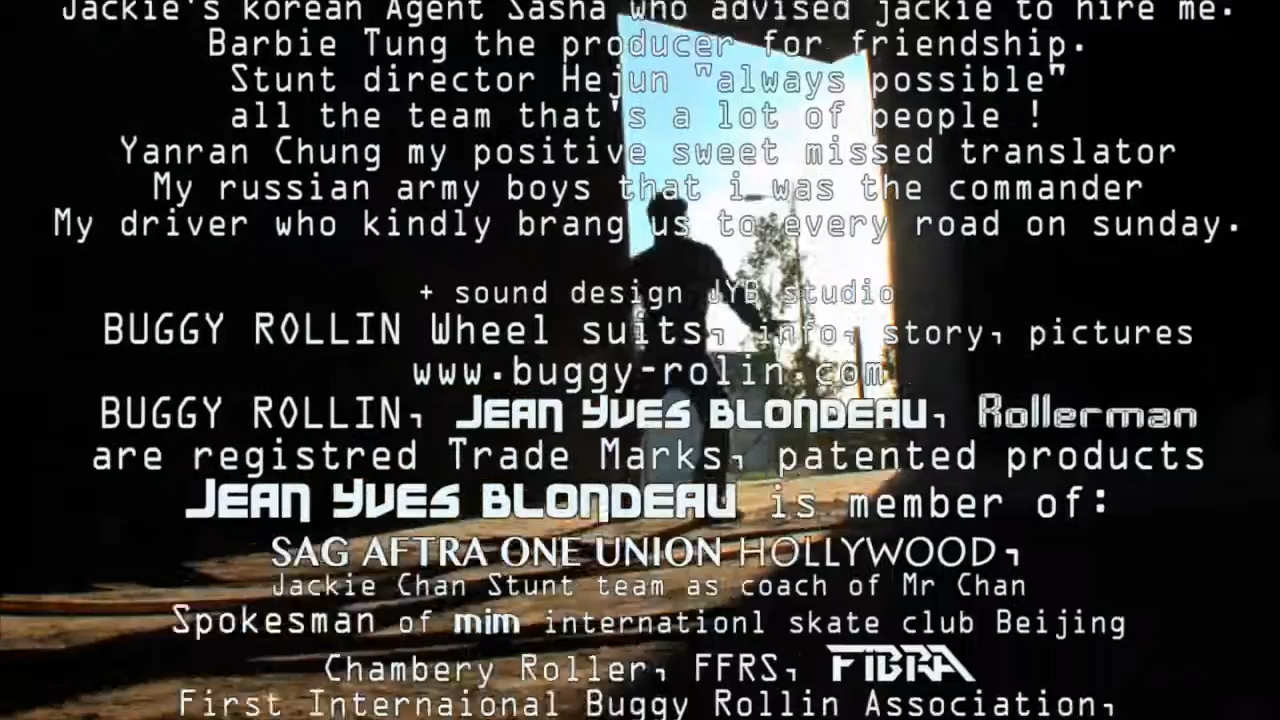 Jackie's korean Agent Sasha who advised jackie to hire me.
Barbie Tung the producer for friendship.
Stunt director Hejun "always possible"
all the team that's a lot of people !
Yanran Chung my positive sweet missed translator
My russian army boys that i was the commander
My driver who kindly brang us to every road on sunday.
+ sound design JYB studio
BUGGY ROLLIN Wheel suits, info, story, pictures
www.buggy-rolin.com
BUGGY ROLLIN, JEAN YVES BLONDEAU, Rollerman
are registred Trade Marks, patented products
JEAN YVES BLONDEAU is member of:
SAG AFTRA ONE UNION HOLLYWOOD,
Jackie Chan Stunt team as coach of Mr Chan
Spokesman of mim internationl skate club Beijing
Chambery Roller, FFRS, FIBRA
First Internaional Buggy Rollin Association,